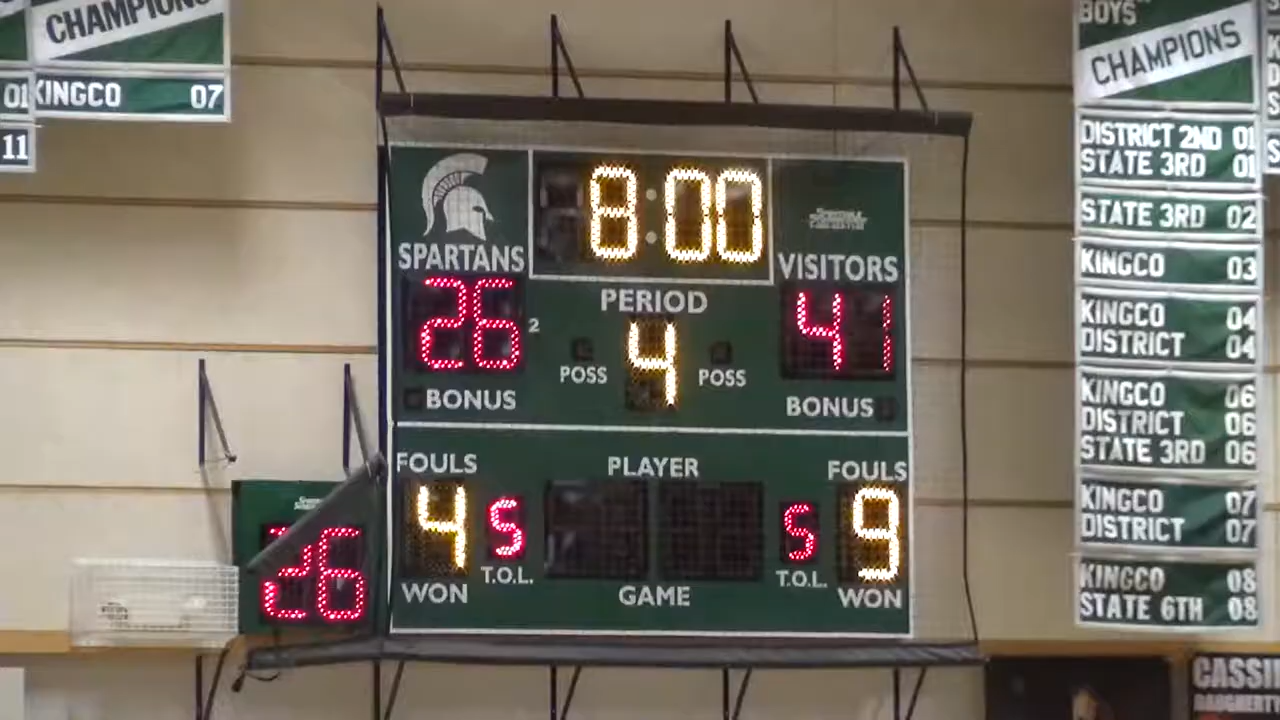 CHAMPIONS
01
KINGCO 07
11
8:00
SPARTANS
VISITORS
PERIOD
26
2
4
41
POSS
POSS
BONUS
BONUS
FOULS
PLAYER
FOULS
4
5
5
9
T.O.L.
T.O.L.
WON
GAME
WON
26
BOYS
CHAMPIONS
DISTRICT 2ND 01
STATE 3RD 01
STATE 3RD 02
KINGCO 03
KINGCO 04
DISTRICT 04
KINGCO 06
DISTRICT 06
STATE 3RD 06
KINGCO 07
DISTRICT 07
KINGCO 08
STATE 6TH 08